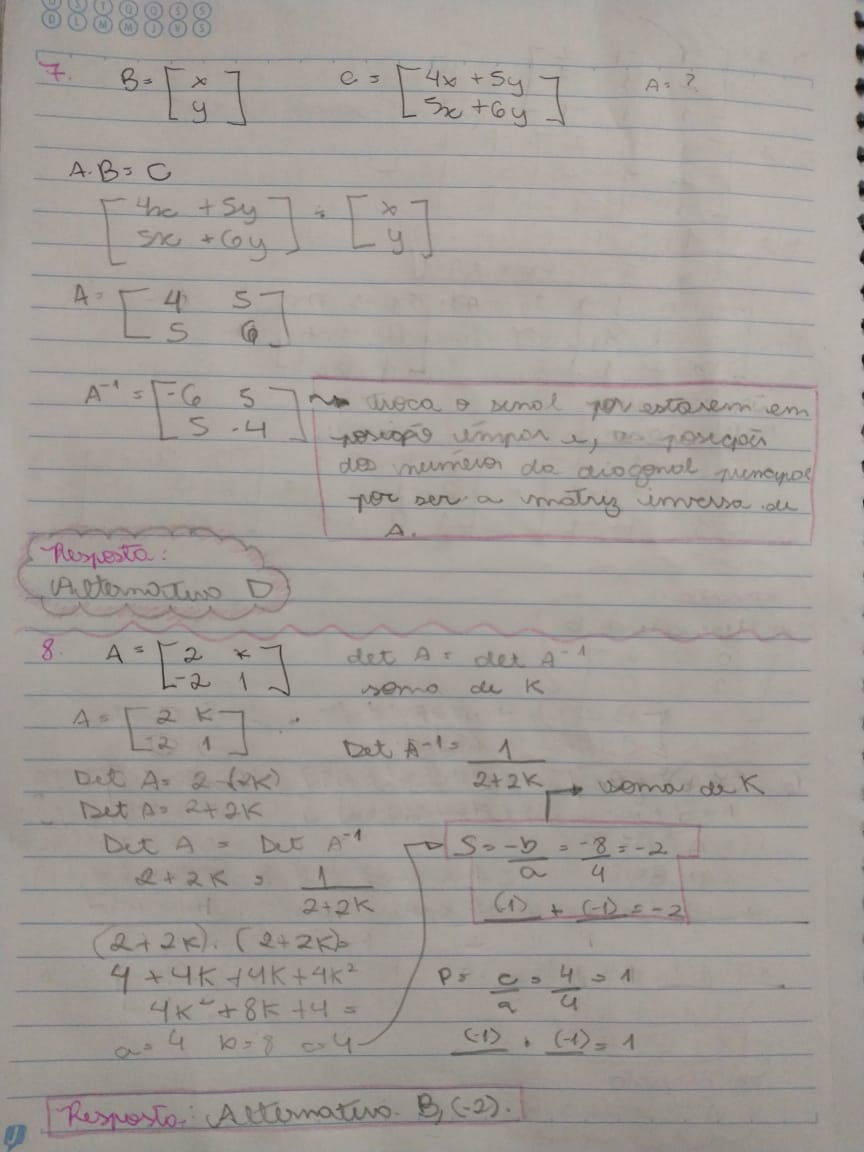 D S T Q Q S S
D L M M J V S
7. B = [ x ] C = [ 4x + 5y ] A = ?
[ y ] [ 5x + 6y ]
A.B = C
[ 4x + 5y ] ÷ [ x ]
[ 5x + 6y ] [ y ]
A = [ 4 5 ]
[ 5 6 ]
A⁻¹ = [ -6 5 ] → troca o sinal por estarem em
[ 5 -4 ] posição ímpar e, as posição
dos números da diagonal principal
por ser a matriz inversa de
A.
Resposta:
Alternativa D
8. A = [ 2 k ] det A = det A⁻¹
[ -2 1 ] soma de K
A = [ 2 K ]
[ -2 1 ]
Det A⁻¹ = 1
2+2K → soma de K
Det A = 2 -(-2K)
Det A = 2+2K
Det A = Det A⁻¹
2+2K = 1
2+2K
S = -b = -8 = -2
a 4
(1) + (-1) = -2
(2+2K). (2+2K)=
4 + 4K + 4K + 4K²
4K² + 8K + 4 =
a = 4 b = 8 c = 4
P = c = 4 = 1
a 4
(-1) . (-1) = 1
Resposta: Alternativa B, (-2).